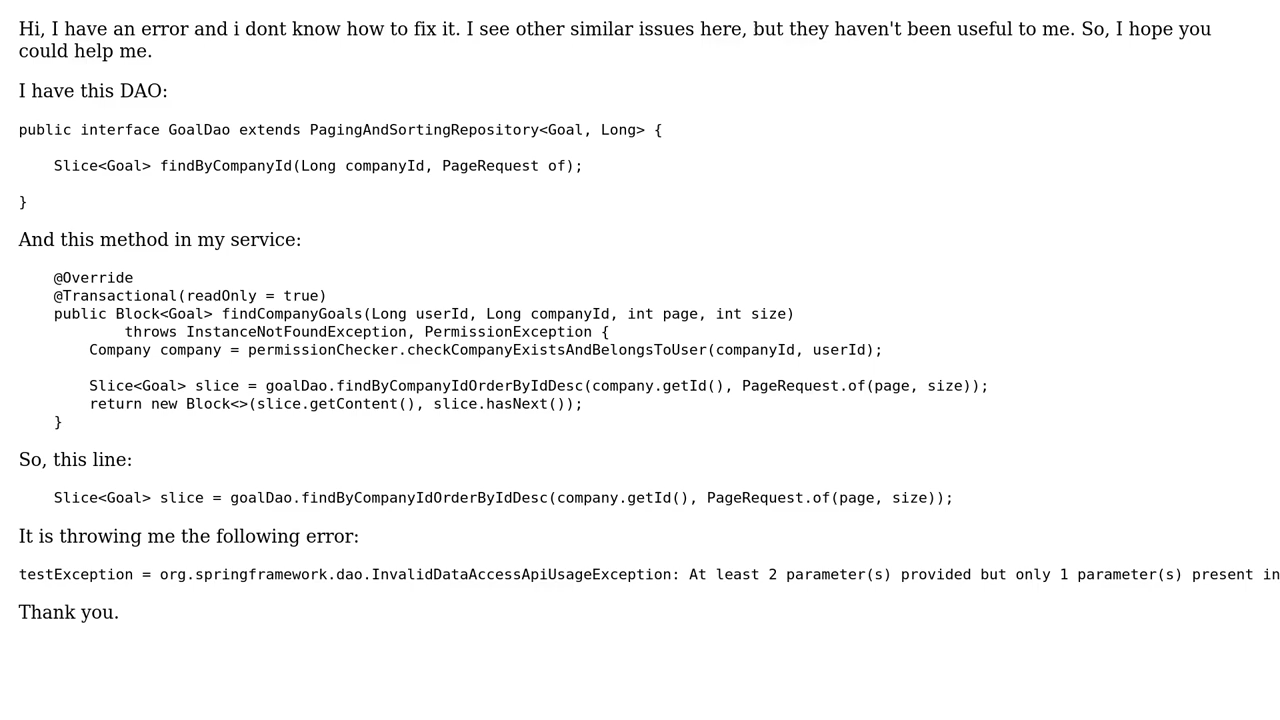 Hi, I have an error and i dont know how to fix it. I see other similar issues here, but they haven't been useful to me. So, I hope you
could help me.
I have this DAO:
public interface GoalDao extends PagingAndSortingRepository<Goal, Long> {
    Slice<Goal> findByCompanyId(Long companyId, PageRequest of);
}
And this method in my service:
    @Override
    @Transactional(readOnly = true)
    public Block<Goal> findCompanyGoals(Long userId, Long companyId, int page, int size)
            throws InstanceNotFoundException, PermissionException {
        Company company = permissionChecker.checkCompanyExistsAndBelongsToUser(companyId, userId);
        Slice<Goal> slice = goalDao.findByCompanyIdOrderByIdDesc(company.getId(), PageRequest.of(page, size));
        return new Block<>(slice.getContent(), slice.hasNext());
    }
So, this line:
    Slice<Goal> slice = goalDao.findByCompanyIdOrderByIdDesc(company.getId(), PageRequest.of(page, size));
It is throwing me the following error:
testException = org.springframework.dao.InvalidDataAccessApiUsageException: At least 2 parameter(s) provided but only 1 parameter(s) present in
Thank you.